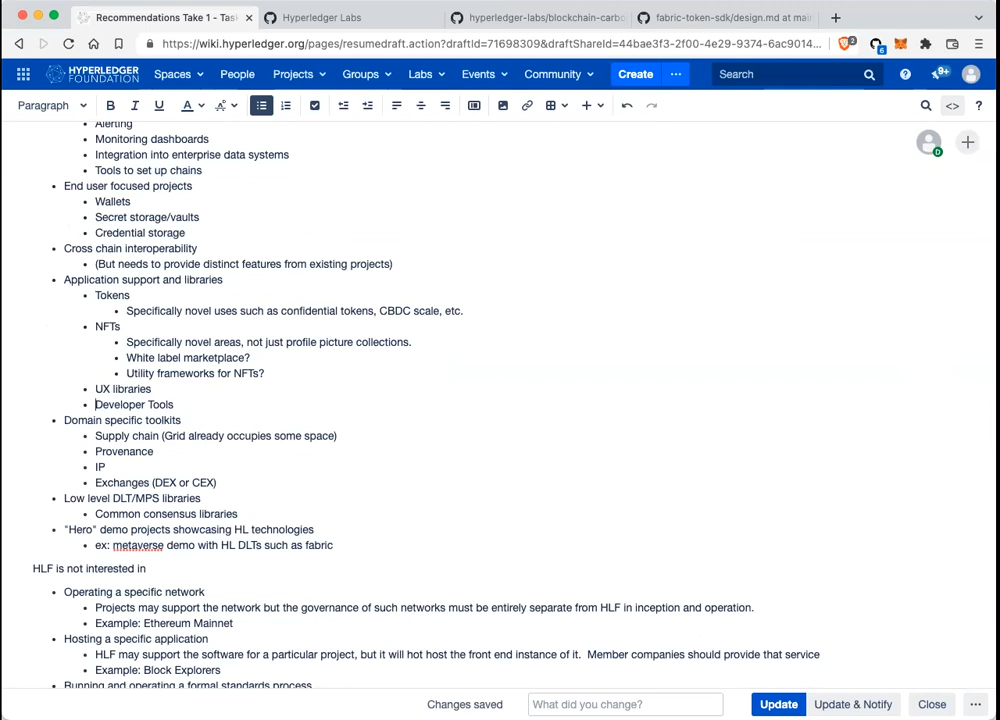 Recommendations Take 1 - Tas
Hyperledger Labs
hyperledger-labs/blockchain-carbo
fabric-token-sdk/design.md at mai
https://wiki.hyperledger.org/pages/resumedraft.action?draftId=71698309&draftShareId=44bae3f3-2f00-4e29-9374-6ac9014...
2
6
HYPERLEDGER
FOUNDATION
Spaces
People
Projects
Groups
Labs
Events
Community
Create
Search
9+
Paragraph
B I U A
Alerting
Monitoring dashboards
Integration into enterprise data systems
Tools to set up chains
D
End user focused projects
Wallets
Secret storage/vaults
Credential storage
Cross chain interoperability
(But needs to provide distinct features from existing projects)
Application support and libraries
Tokens
Specifically novel uses such as confidential tokens, CBDC scale, etc.
NFTs
Specifically novel areas, not just profile picture collections.
White label marketplace?
Utility frameworks for NFTs?
UX libraries
Developer Tools
Domain specific toolkits
Supply chain (Grid already occupies some space)
Provenance
IP
Exchanges (DEX or CEX)
Low level DLT/MPS libraries
Common consensus libraries
"Hero" demo projects showcasing HL technologies
ex: metaverse demo with HL DLTs such as fabric
HLF is not interested in
Operating a specific network
Projects may support the network but the governance of such networks must be entirely separate from HLF in inception and operation.
Example: Ethereum Mainnet
Hosting a specific application
HLF may support the software for a particular project, but it will hot host the front end instance of it. Member companies should provide that service
Example: Block Explorers
Running and operating a formal standards process
Changes saved
What did you change?
Update
Update & Notify
Close